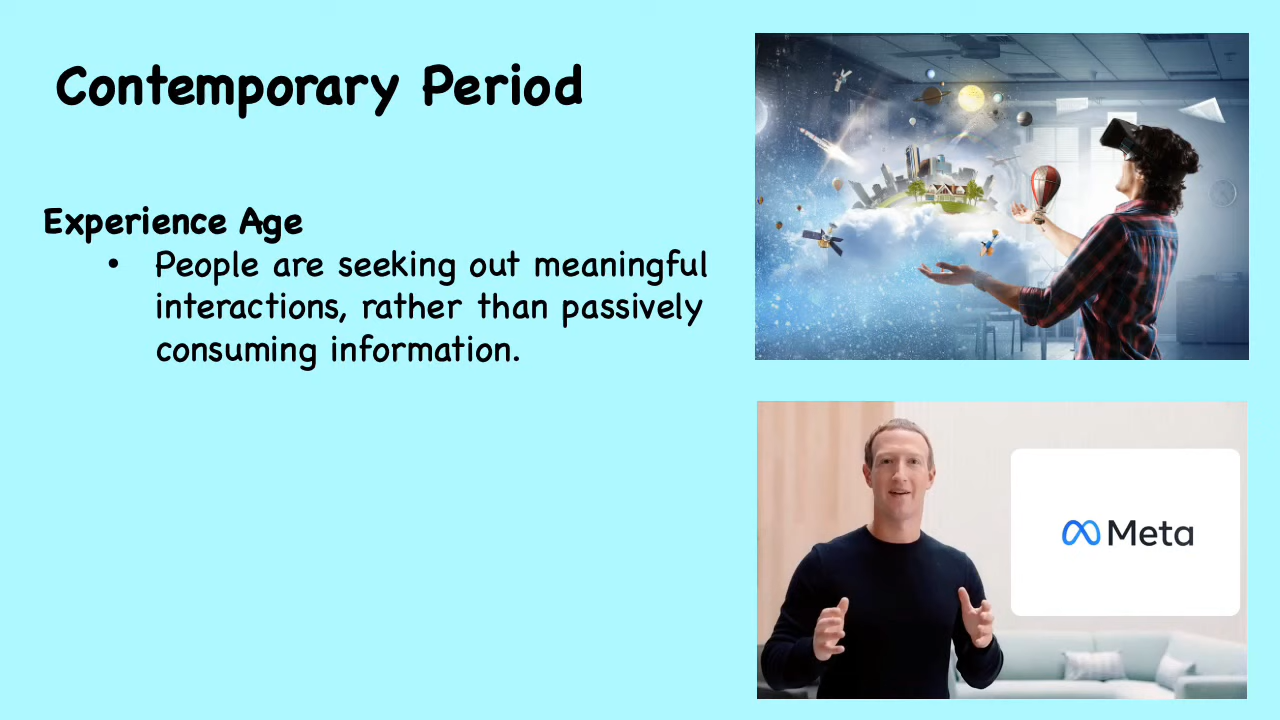 Contemporary Period
Experience Age
• People are seeking out meaningful
interactions, rather than passively
consuming information.
Meta